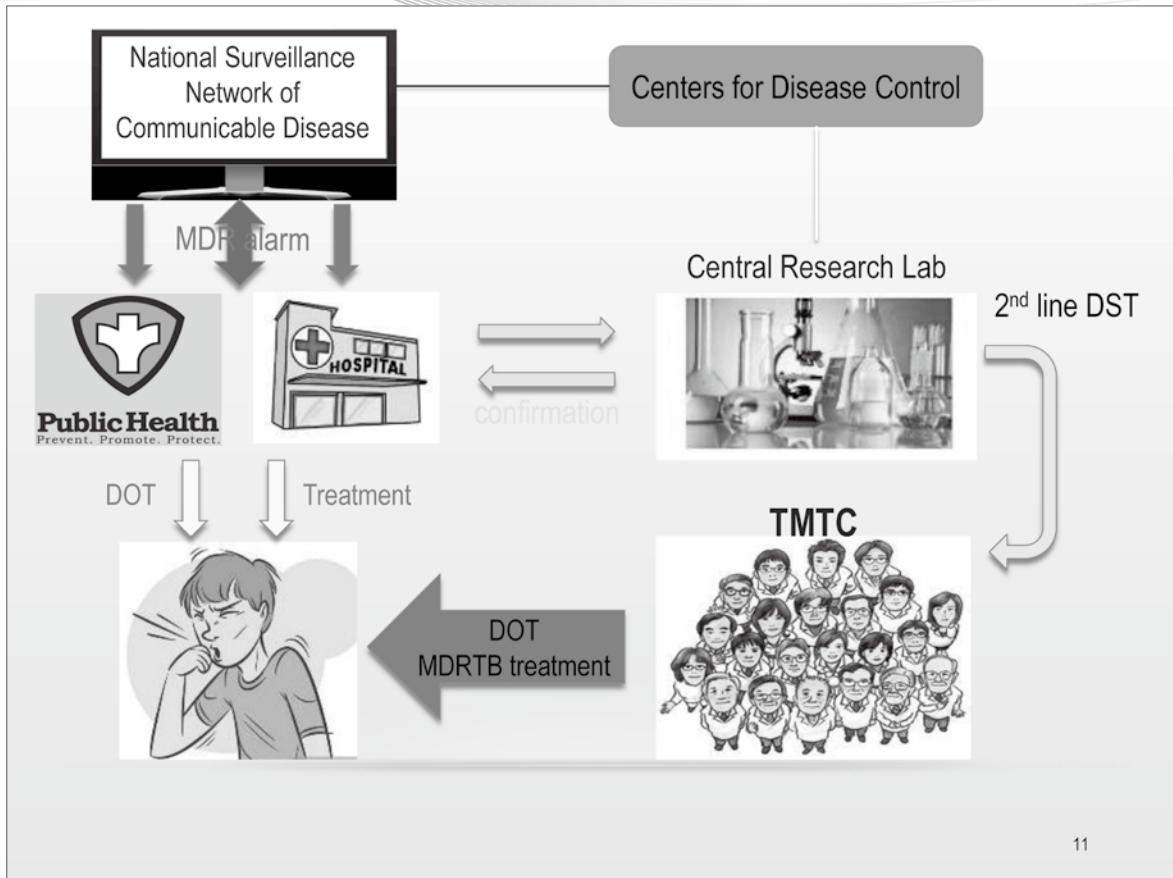 National Surveillance
Network of
Communicable Disease
Centers for Disease Control
MDR alarm
Central Research Lab
2nd line DST
HOSPITAL
Public Health
Prevent. Promote. Protect.
confirmation
DOT
Treatment
TMTC
DOT
MDRTB treatment
11